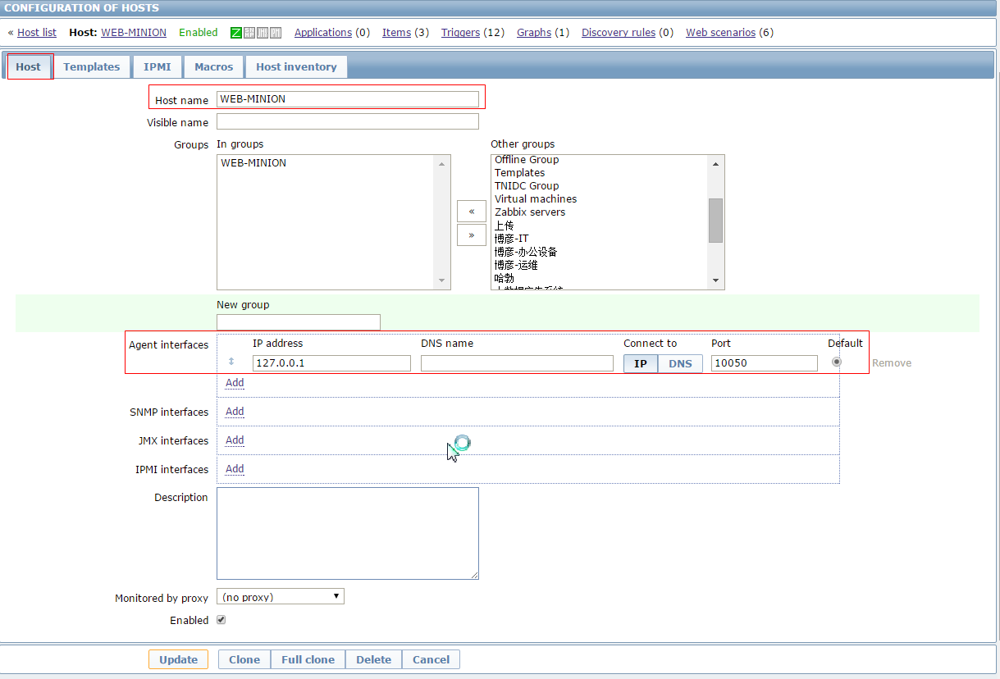 CONFIGURATION OF HOSTS
« Host list Host: WEB-MINION Enabled Z Applications (0) Items (3) Triggers (12) Graphs (1) Discovery rules (0) Web scenarios (6)
Host Templates IPMI Macros Host inventory
Host name WEB-MINION
Visible name
Groups In groups Other groups
WEB-MINION
Offline Group
Templates
TNIDC Group
Virtual machines
Zabbix servers
上传
博彦-IT
博彦-办公设备
博彦-运维
哈勃
«
»
New group
Agent interfaces IP address DNS name Connect to Port Default
127.0.0.1 IP DNS 10050 Remove
Add
SNMP interfaces Add
JMX interfaces Add
IPMI interfaces Add
Description
Monitored by proxy (no proxy)
Enabled
Update Clone Full clone Delete Cancel